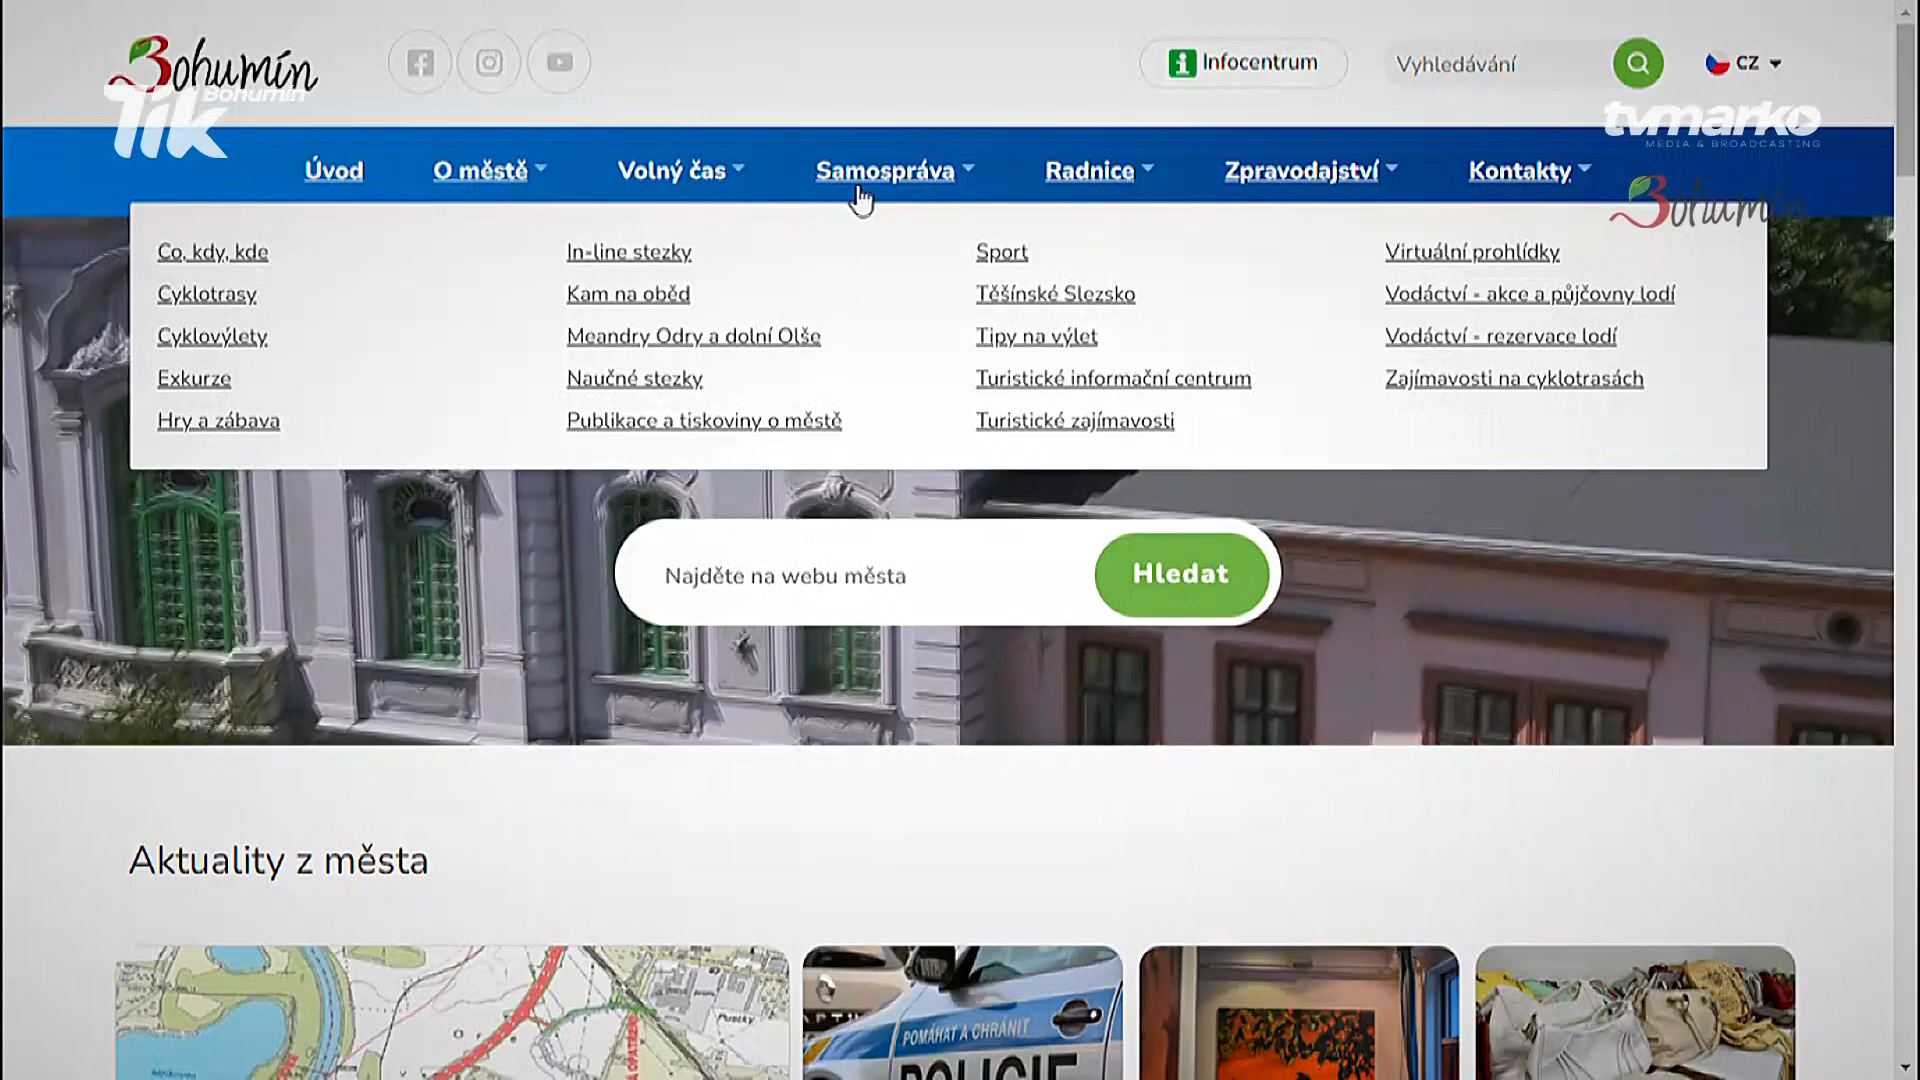 Bohumín
Infocentrum
Vyhledávání
CZ
Tik Bohumín
tvmarko
MEDIA & BROADCASTING
Bohumín
Úvod
O městě
Volný čas
Samospráva
Radnice
Zpravodajství
Kontakty
Co, kdy, kde
Cyklotrasy
Cyklovýlety
Exkurze
Hry a zábava
In-line stezky
Kam na oběd
Meandry Odry a dolní Olše
Naučné stezky
Publikace a tiskoviny o městě
Sport
Těšínské Slezsko
Tipy na výlet
Turistické informační centrum
Turistické zajímavosti
Virtuální prohlídky
Vodáctví - akce a půjčovny lodí
Vodáctví - rezervace lodí
Zajímavosti na cyklotrasách
Najděte na webu města
Hledat
Aktuality z města
Pustky
POMÁHAT A CHRÁNIT
POLICIE